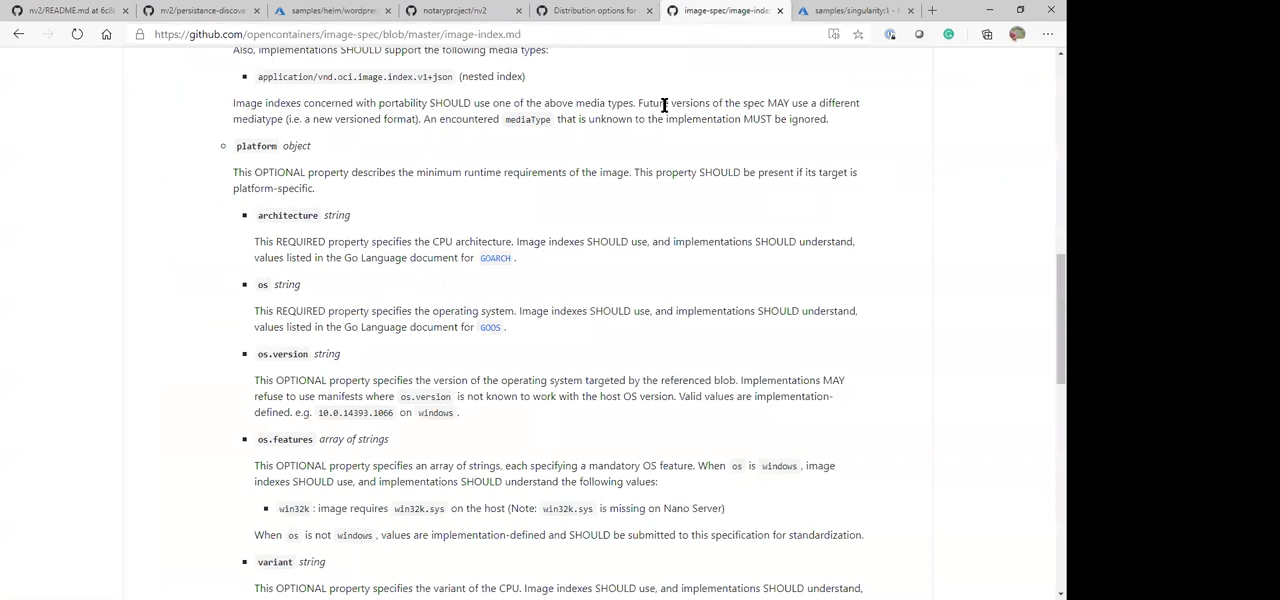 nv2/README.md at 6c8
nv2/persistance-discove
samples/helm/wordpres
notaryproject/nv2
Distribution options for
image-spec/image-inde
samples/singularity:1 - M
https://github.com/opencontainers/image-spec/blob/master/image-index.md
Also, implementations SHOULD support the following media types:
application/vnd.oci.image.index.v1+json (nested index)
Image indexes concerned with portability SHOULD use one of the above media types. Future versions of the spec MAY use a different
mediatype (i.e. a new versioned format). An encountered mediaType that is unknown to the implementation MUST be ignored.
platform object
This OPTIONAL property describes the minimum runtime requirements of the image. This property SHOULD be present if its target is
platform-specific.
architecture string
This REQUIRED property specifies the CPU architecture. Image indexes SHOULD use, and implementations SHOULD understand,
values listed in the Go Language document for GOARCH .
os string
This REQUIRED property specifies the operating system. Image indexes SHOULD use, and implementations SHOULD understand,
values listed in the Go Language document for GOOS .
os.version string
This OPTIONAL property specifies the version of the operating system targeted by the referenced blob. Implementations MAY
refuse to use manifests where os.version is not known to work with the host OS version. Valid values are implementation-
defined. e.g. 10.0.14393.1066 on windows .
os.features array of strings
This OPTIONAL property specifies an array of strings, each specifying a mandatory OS feature. When os is windows , image
indexes SHOULD use, and implementations SHOULD understand the following values:
win32k : image requires win32k.sys on the host (Note: win32k.sys is missing on Nano Server)
When os is not windows , values are implementation-defined and SHOULD be submitted to this specification for standardization.
variant string
This OPTIONAL property specifies the variant of the CPU. Image indexes SHOULD use, and implementations SHOULD understand,